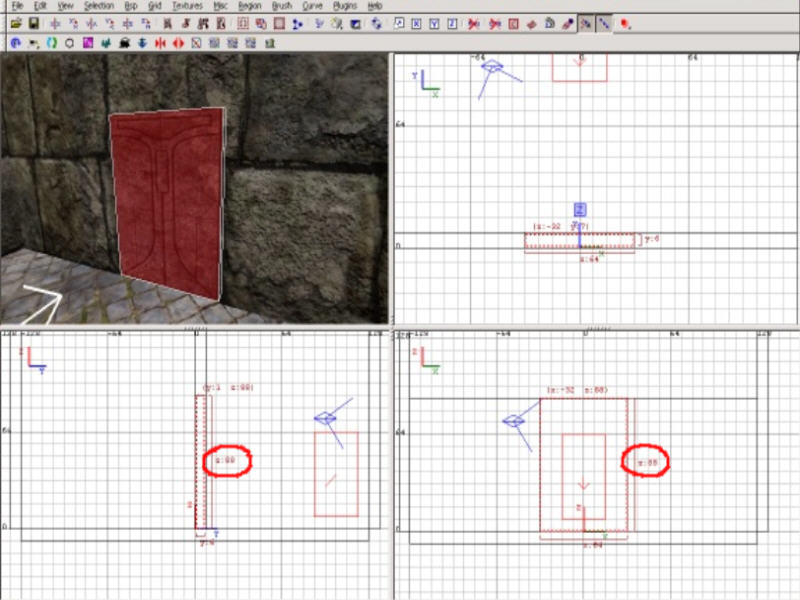 File Edit View Selection Bsp Grid Textures Misc Region Brush Curve Plugins Help
X Y Z
-64 0 64
Y
X
64
Z
(x:-32 y:7)
y:6
0
x:64
-128 -64 0 64 128
-128 -64 0 64 128
Z
Y
Z
X
(y:1 z:88)
(x:-32 z:88)
64
64
z:88
z:88
0
0
x:64